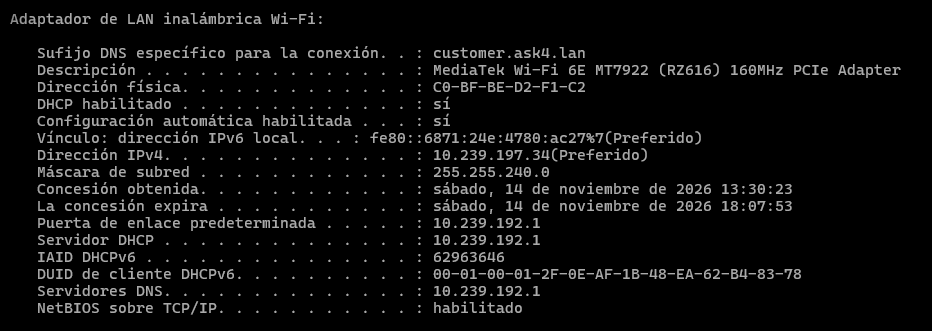 Adaptador de LAN inalámbrica Wi-Fi:
Sufijo DNS específico para la conexión. . : customer.ask4.lan
Descripción . . . . . . . . . . . . . . . : MediaTek Wi-Fi 6E MT7922 (RZ616) 160MHz PCIe Adapter
Dirección física. . . . . . . . . . . . . : C0-BF-BE-D2-F1-C2
DHCP habilitado . . . . . . . . . . . . . : sí
Configuración automática habilitada . . . : sí
Vínculo: dirección IPv6 local. . . : fe80::6871:24e:4780:ac27%7(Preferido)
Dirección IPv4. . . . . . . . . . . . . . : 10.239.197.34(Preferido)
Máscara de subred . . . . . . . . . . . . : 255.255.240.0
Concesión obtenida. . . . . . . . . . . . : sábado, 14 de noviembre de 2026 13:30:23
La concesión expira . . . . . . . . . . . : sábado, 14 de noviembre de 2026 18:07:53
Puerta de enlace predeterminada . . . . . : 10.239.192.1
Servidor DHCP . . . . . . . . . . . . . . : 10.239.192.1
IAID DHCPv6 . . . . . . . . . . . . . . . : 62963646
DUID de cliente DHCPv6. . . . . . . . . . : 00-01-00-01-2F-0E-AF-1B-48-EA-62-B4-83-78
Servidores DNS. . . . . . . . . . . . . . : 10.239.192.1
NetBIOS sobre TCP/IP. . . . . . . . . . . : habilitado